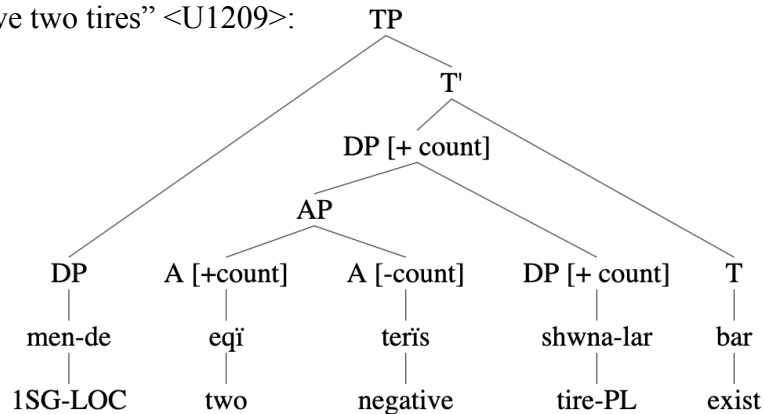 ve two tires” <U1209>:
TP
T'
DP [+ count]
AP
DP A [+count] A [-count] DP [+ count] T
men-de eqï terïs shwna-lar bar
1SG-LOC two negative tire-PL exist